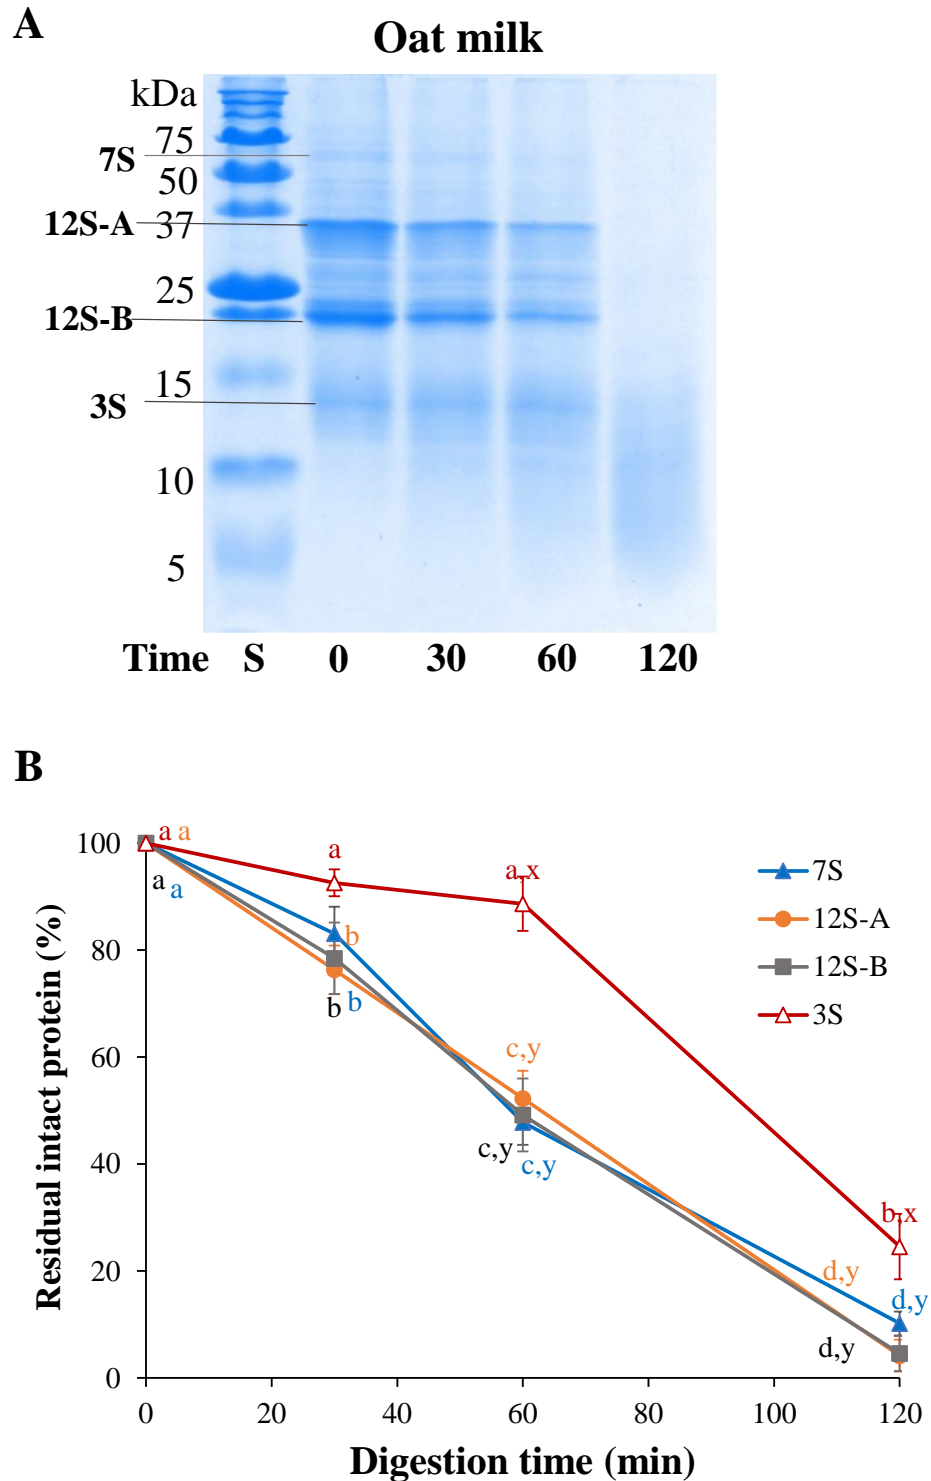 A
Oat milk
kDa
75
7S
50
12S-A 37
25
12S-B
15
3S
10
5
Time S 0 30 60 120
B
Residual intact protein (%)
100
80
60
40
20
0
a a
a a
a
b
b b
a,x
c,y
c,y c,y
b,x
d,y
d,y
d,y
7S
12S-A
12S-B
3S
0 20 40 60 80 100 120
Digestion time (min)